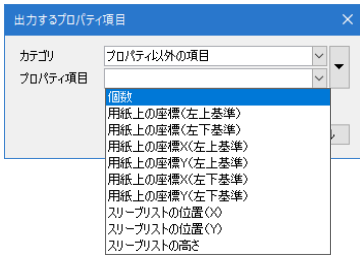 出力するプロパティ項目
カテゴリ
プロパティ以外の項目
プロパティ項目
個数
用紙上の座標(左上基準)
用紙上の座標(左下基準)
用紙上の座標X(左上基準)
用紙上の座標Y(左上基準)
用紙上の座標X(左下基準)
用紙上の座標Y(左下基準)
スリーブリストの位置(X)
スリーブリストの位置(Y)
スリーブリストの高さ